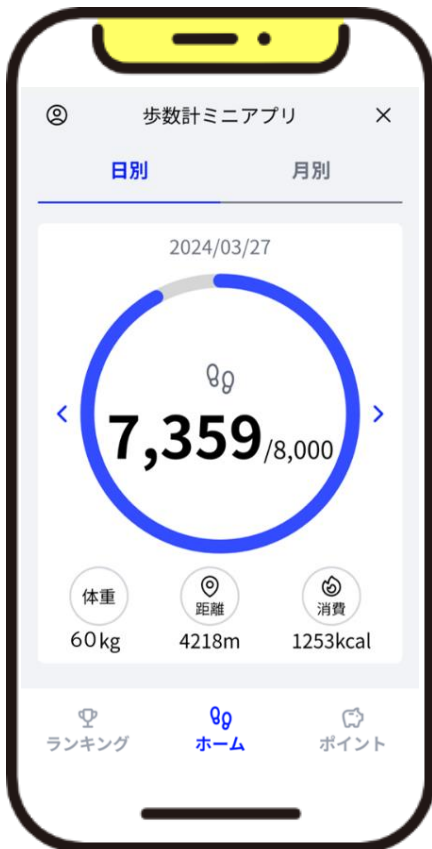 歩数計ミニアプリ
日別 月別
2024/03/27
7,359/8,000
体重 距離 消費
60kg 4218m 1253kcal
ランキング ホーム ポイント